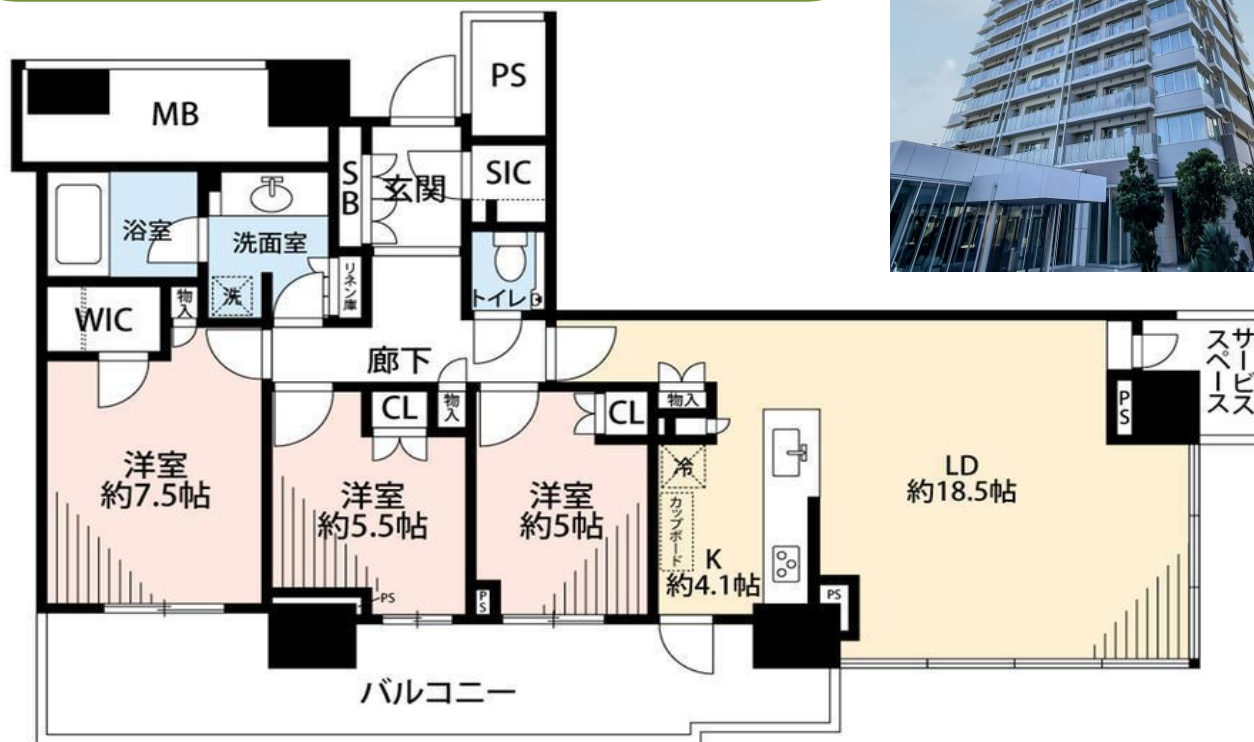 PS
MB
SB
玄関
SIC
浴室
洗面室
リネン庫
洗
トイレ
WIC
物入
廊下
サービス
スペース
PS
CL
物入
CL
物入
洋室
約7.5帖
洋室
約5.5帖
洋室
約5帖
冷
カップボード
K
約4.1帖
LD
約18.5帖
PS
PS
PS
バルコニー